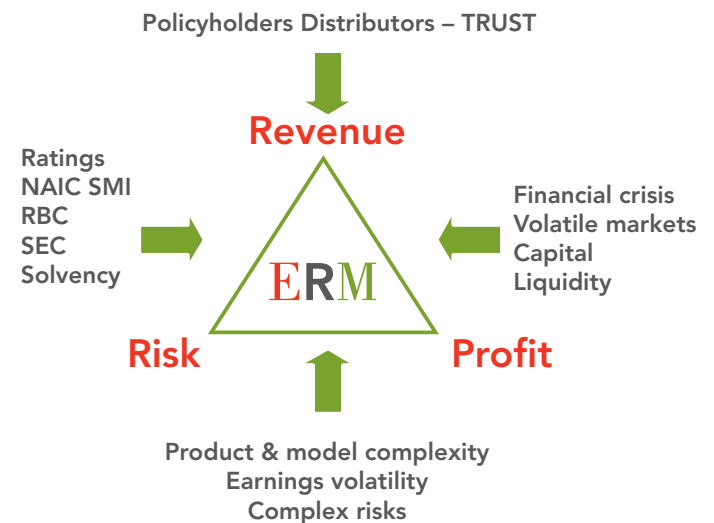 Policyholders Distributors – TRUST
Revenue
Ratings
NAIC SMI
RBC
SEC
Solvency
Financial crisis
Volatile markets
Capital
Liquidity
ERM
Risk
Profit
Product & model complexity
Earnings volatility
Complex risks